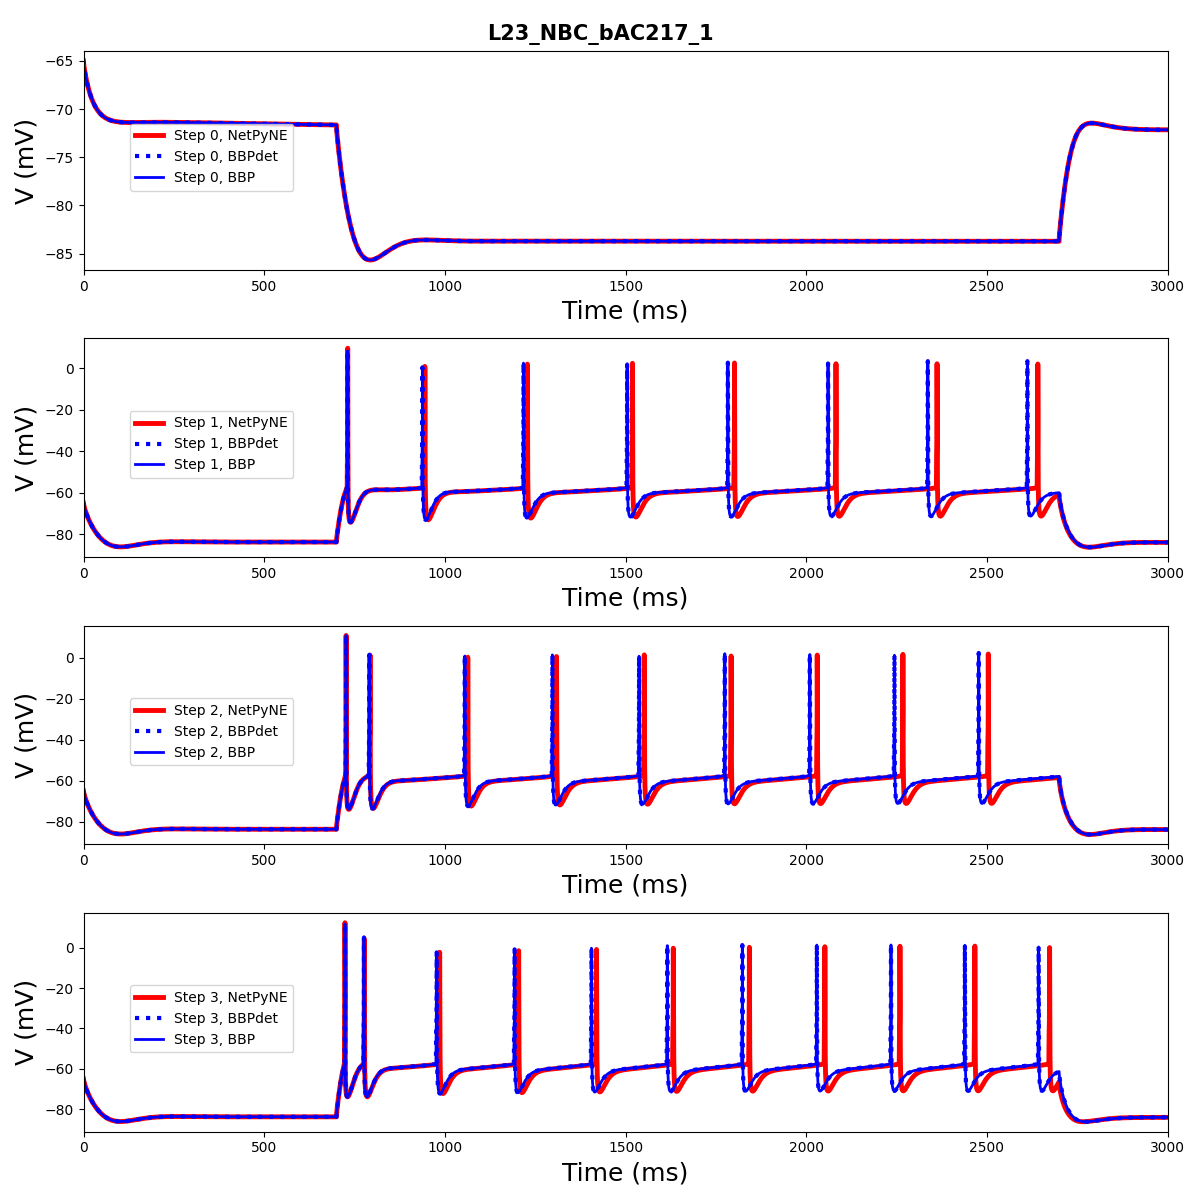 L23_NBC_bAC217_1
−65
−70
−75
−80
−85
V (mV)
Step 0, NetPyNE
Step 0, BBPdet
Step 0, BBP
0 500 1000 1500 2000 2500 3000
Time (ms)
0
−20
−40
−60
−80
V (mV)
Step 1, NetPyNE
Step 1, BBPdet
Step 1, BBP
0 500 1000 1500 2000 2500 3000
Time (ms)
0
−20
−40
−60
−80
V (mV)
Step 2, NetPyNE
Step 2, BBPdet
Step 2, BBP
0 500 1000 1500 2000 2500 3000
Time (ms)
0
−20
−40
−60
−80
V (mV)
Step 3, NetPyNE
Step 3, BBPdet
Step 3, BBP
0 500 1000 1500 2000 2500 3000
Time (ms)